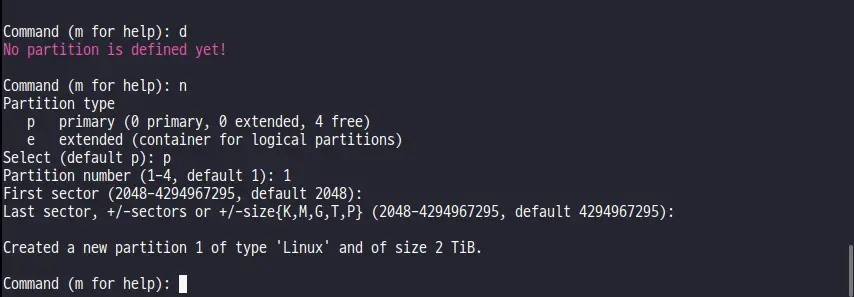 Command (m for help): d
No partition is defined yet!
Command (m for help): n
Partition type
p   primary (0 primary, 0 extended, 4 free)
e   extended (container for logical partitions)
Select (default p): p
Partition number (1-4, default 1): 1
First sector (2048-4294967295, default 2048):
Last sector, +/-sectors or +/-size{K,M,G,T,P} (2048-4294967295, default 4294967295):
Created a new partition 1 of type 'Linux' and of size 2 TiB.
Command (m for help):